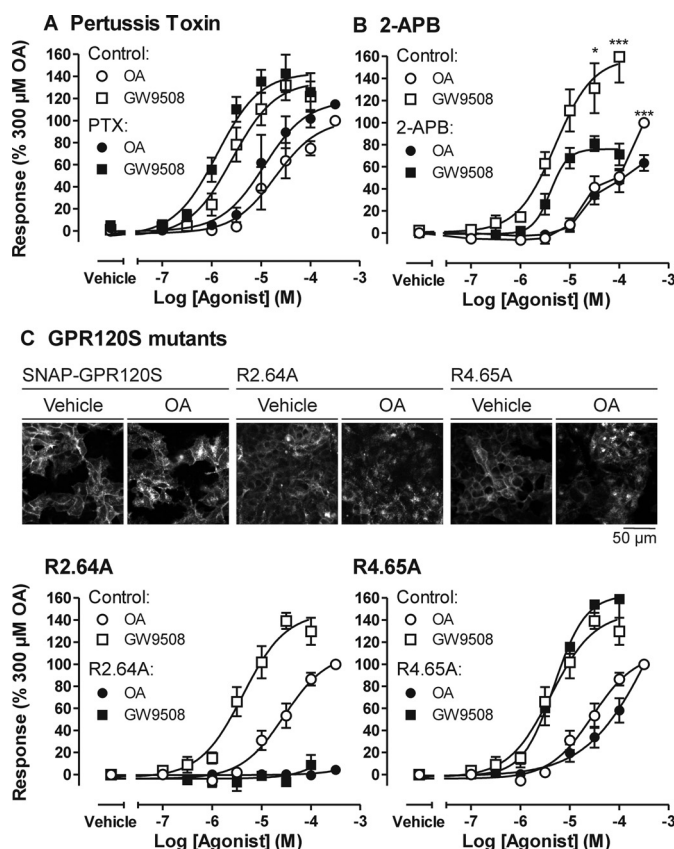 A Pertussis Toxin
Response (% 300 µM OA)
160
140
120
100
80
60
40
20
0
Control:
OA
GW9508
PTX:
OA
GW9508
Vehicle
-7
-6
-5
-4
-3
Log [Agonist] (M)
B 2-APB
160
140
120
100
80
60
40
20
0
Control:
OA
GW9508
2-APB:
OA
GW9508
*
***
***
Vehicle
-7
-6
-5
-4
-3
Log [Agonist] (M)
C GPR120S mutants
SNAP-GPR120S R2.64A R4.65A
Vehicle OA Vehicle OA Vehicle OA
50 µm
R2.64A
Response (% 300 µM OA)
160
140
120
100
80
60
40
20
0
Control:
OA
GW9508
R2.64A:
OA
GW9508
Vehicle
-7
-6
-5
-4
-3
Log [Agonist] (M)
R4.65A
160
140
120
100
80
60
40
20
0
Control:
OA
GW9508
R4.65A:
OA
GW9508
Vehicle
-7
-6
-5
-4
-3
Log [Agonist] (M)